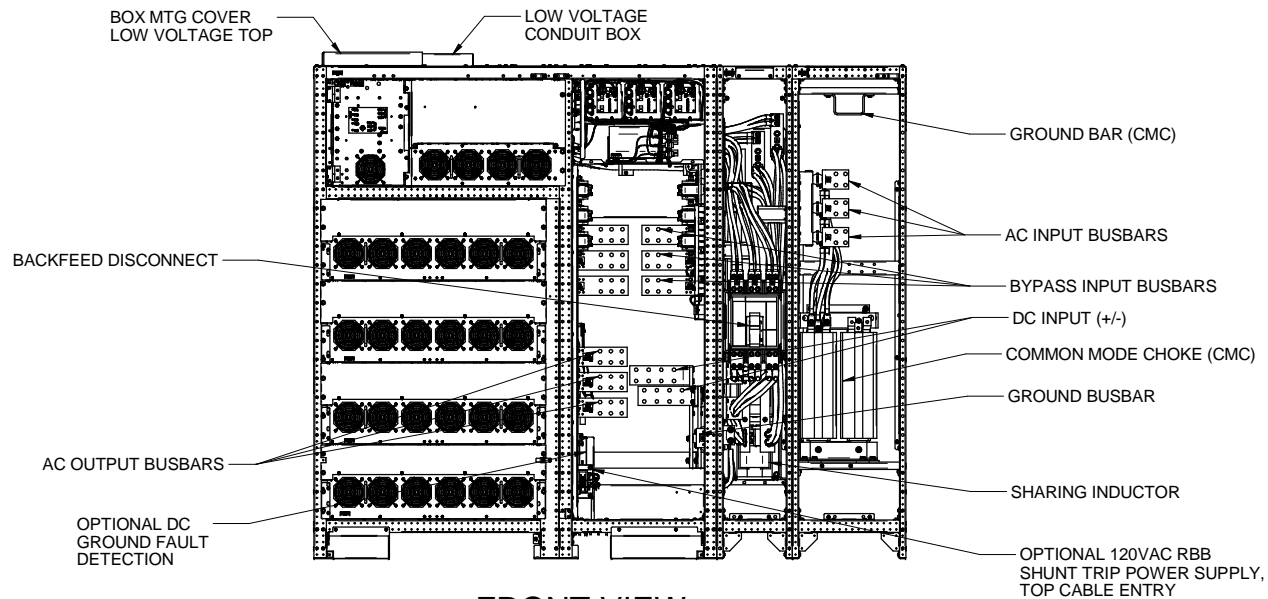 BOX MTG COVER
LOW VOLTAGE TOP
LOW VOLTAGE
CONDUIT BOX
GROUND BAR (CMC)
AC INPUT BUSBARS
BACKFEED DISCONNECT
BYPASS INPUT BUSBARS
DC INPUT (+/-)
COMMON MODE CHOKE (CMC)
GROUND BUSBAR
AC OUTPUT BUSBARS
SHARING INDUCTOR
OPTIONAL DC
GROUND FAULT
DETECTION
OPTIONAL 120VAC RBB
SHUNT TRIP POWER SUPPLY,
TOP CABLE ENTRY
FRONT VIEW